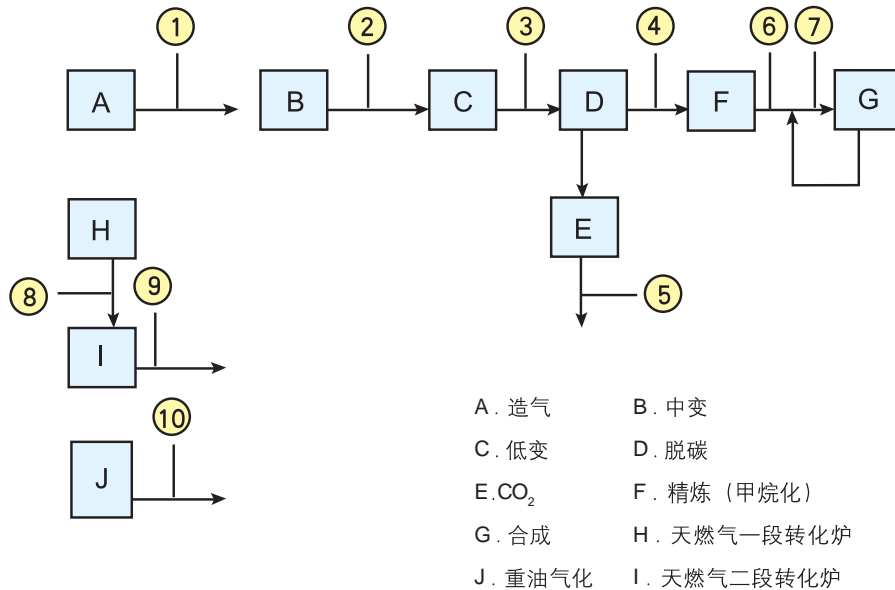 ① ② ③ ④ ⑥ ⑦
A B C D F G
H E
⑧ ⑨ ⑤
I
⑩
J
A . 造气 B . 中变
C . 低变 D . 脱碳
E .CO₂ F . 精炼（甲烷化）
G . 合成 H . 天燃气一段转化炉
J . 重油气化 I . 天燃气二段转化炉